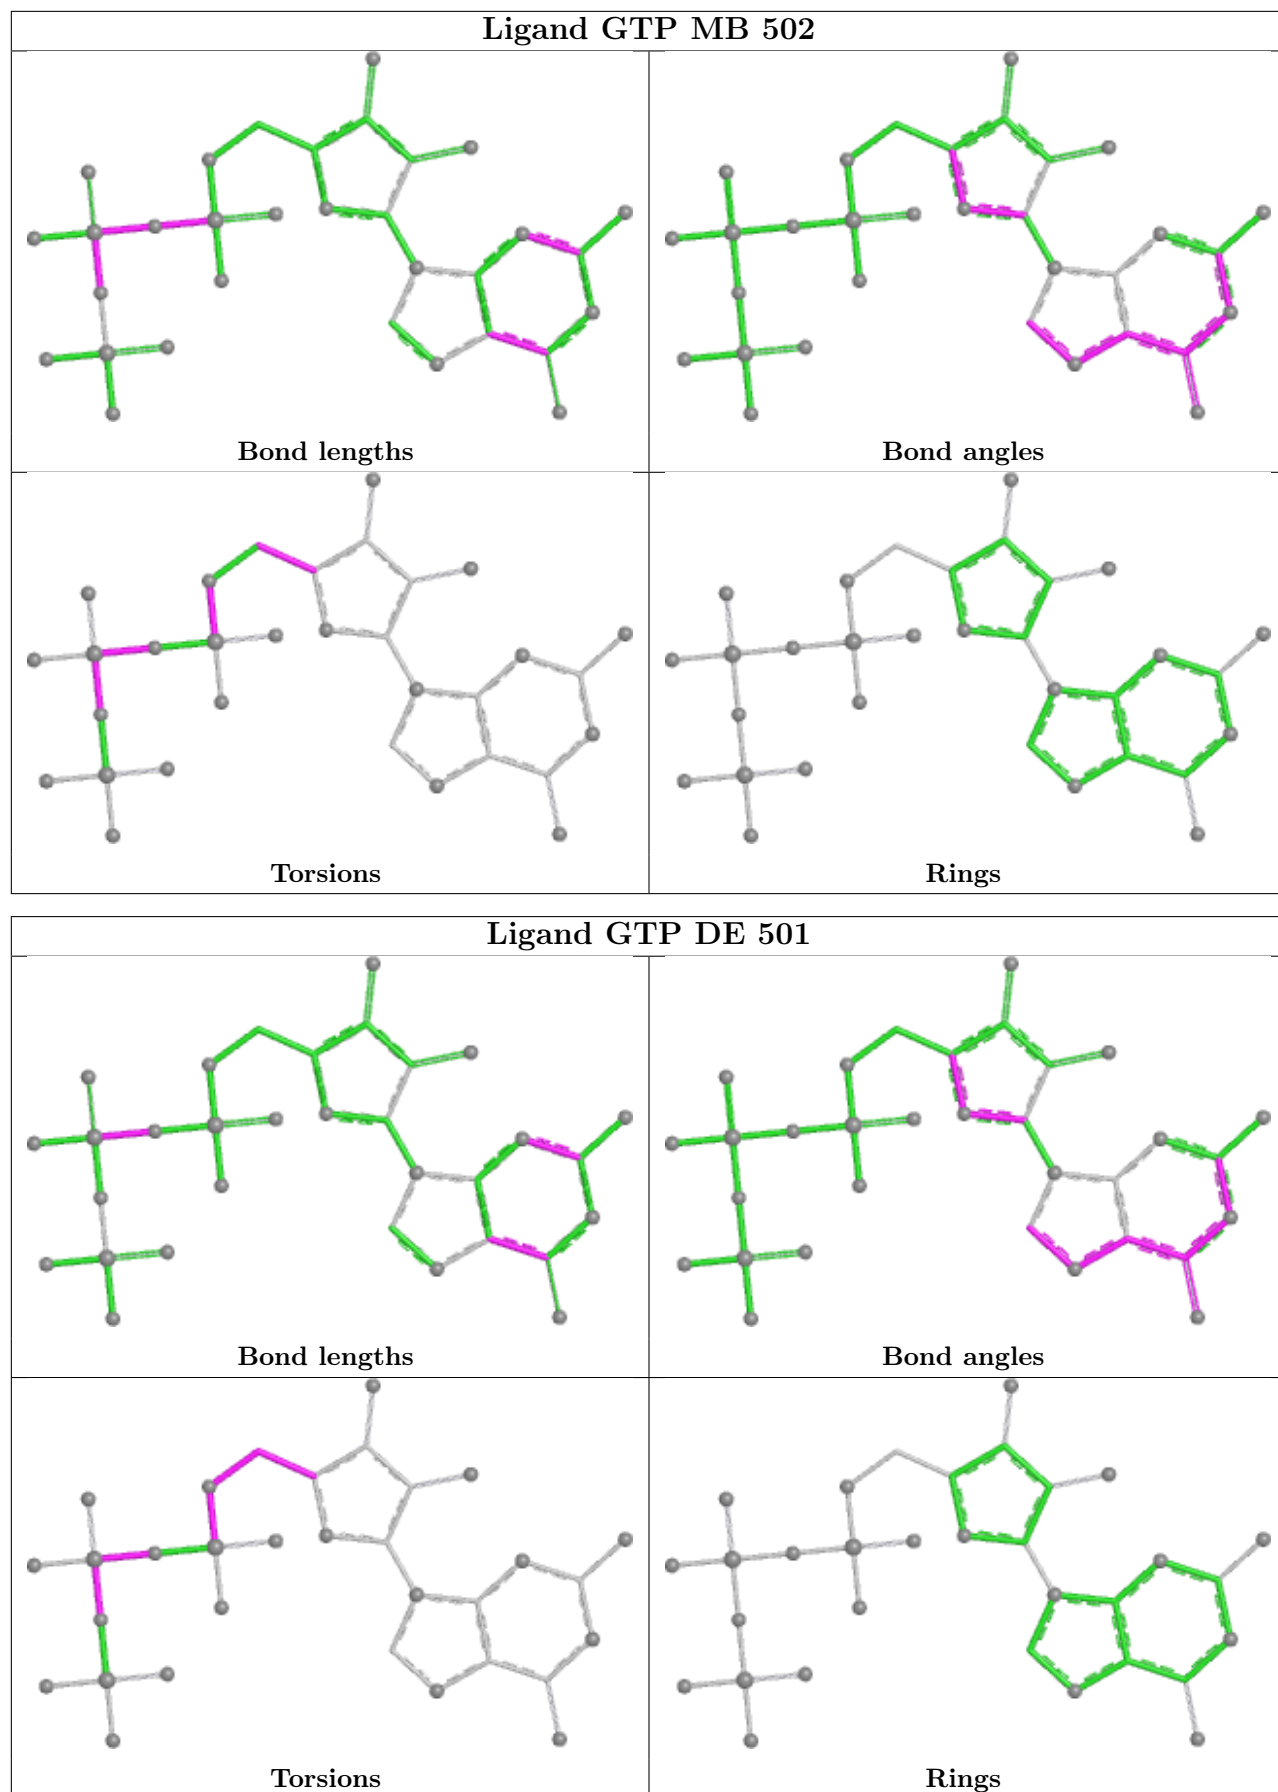 Ligand GTP MB 502
Bond lengths
Bond angles
Torsions
Rings
Ligand GTP DE 501
Bond lengths
Bond angles
Torsions
Rings